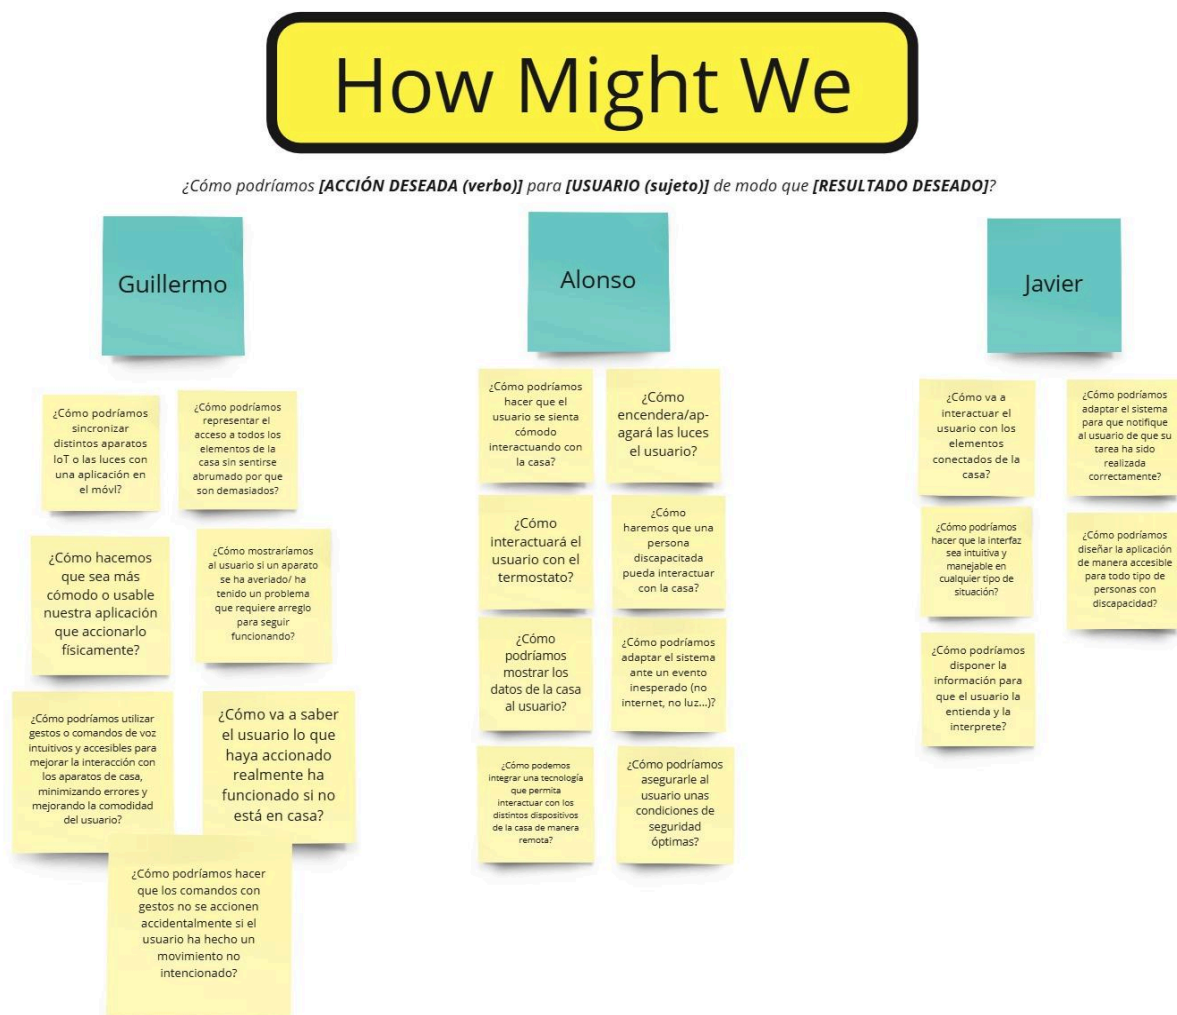 How Might We
¿Cómo podríamos [ACCIÓN DESEADA (verbo)] para [USUARIO (sujeto)] de modo que [RESULTADO DESEADO]?
Guillermo
¿Cómo podríamos
sincronizar
distintos aparatos
IoT o las luces con
una aplicación en
el móvl?
¿Cómo podríamos
representar el
acceso a todos los
elementos de la
casa sin sentirse
abrumado por que
son demasiados?
¿Cómo hacemos
que sea más
cómodo o usable
nuestra aplicación
que accionarlo
físicamente?
¿Cómo mostraríamos
al usuario si un aparato
se ha averiado/ ha
tenido un problema
que requiere arreglo
para seguir
funcionando?
¿Cómo podríamos utilizar
gestos o comandos de voz
intuitivos y accesibles para
mejorar la interacción con
los aparatos de casa,
minimizando errores y
mejorando la comodidad
del usuario?
¿Cómo va a saber
el usuario lo que
haya accionado
realmente ha
funcionado si no
está en casa?
¿Cómo podríamos hacer
que los comandos con
gestos no se accionen
accidentalmente si el
usuario ha hecho un
movimiento no
intencionado?
Alonso
¿Cómo podríamos
hacer que el
usuario se sienta
cómodo
interactuando con
la casa?
¿Cómo
encendera/ap-
agará las luces
el usuario?
¿Cómo
interactuará el
usuario con el
termostato?
¿Cómo
haremos que una
persona
discapacitada
pueda interactuar
con la casa?
¿Cómo
podríamos
mostrar los
datos de la casa
al usuario?
¿Cómo podríamos
adaptar el sistema
ante un evento
inesperado (no
internet, no luz...)?
¿Cómo podemos
integrar una tecnología
que permita
interactuar con los
distintos dispositivos
de la casa de manera
remota?
¿Cómo podríamos
asegurarle al
usuario unas
condiciones de
seguridad
óptimas?
Javier
¿Cómo va a
interactuar el
usuario con los
elementos
conectados de la
casa?
¿Cómo podríamos
adaptar el sistema
para que notifique
al usuario de que su
tarea ha sido
realizada
correctamente?
¿Cómo podríamos
hacer que la interfaz
sea intuitiva y
manejable en
cualquier tipo de
situación?
¿Cómo podríamos
diseñar la aplicación
de manera accesible
para todo tipo de
personas con
discapacidad?
¿Cómo podríamos
disponer la
información para
que el usuario la
entienda y la
interprete?